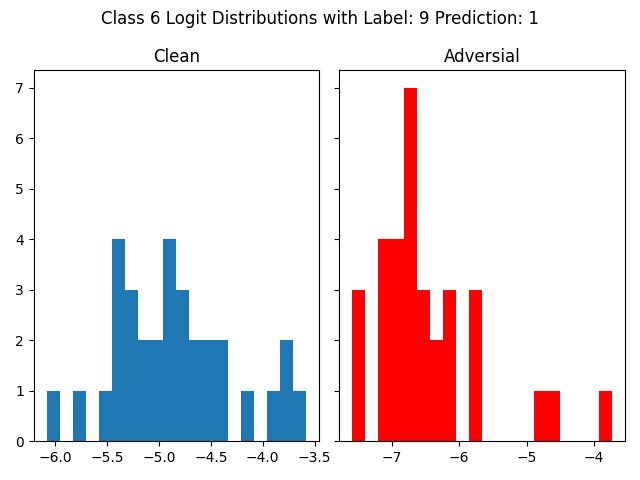 Class 6 Logit Distributions with Label: 9 Prediction: 1
Clean
Adversial
7
6
5
4
3
2
1
0
−6.0 −5.5 −5.0 −4.5 −4.0 −3.5
−7 −6 −5 −4